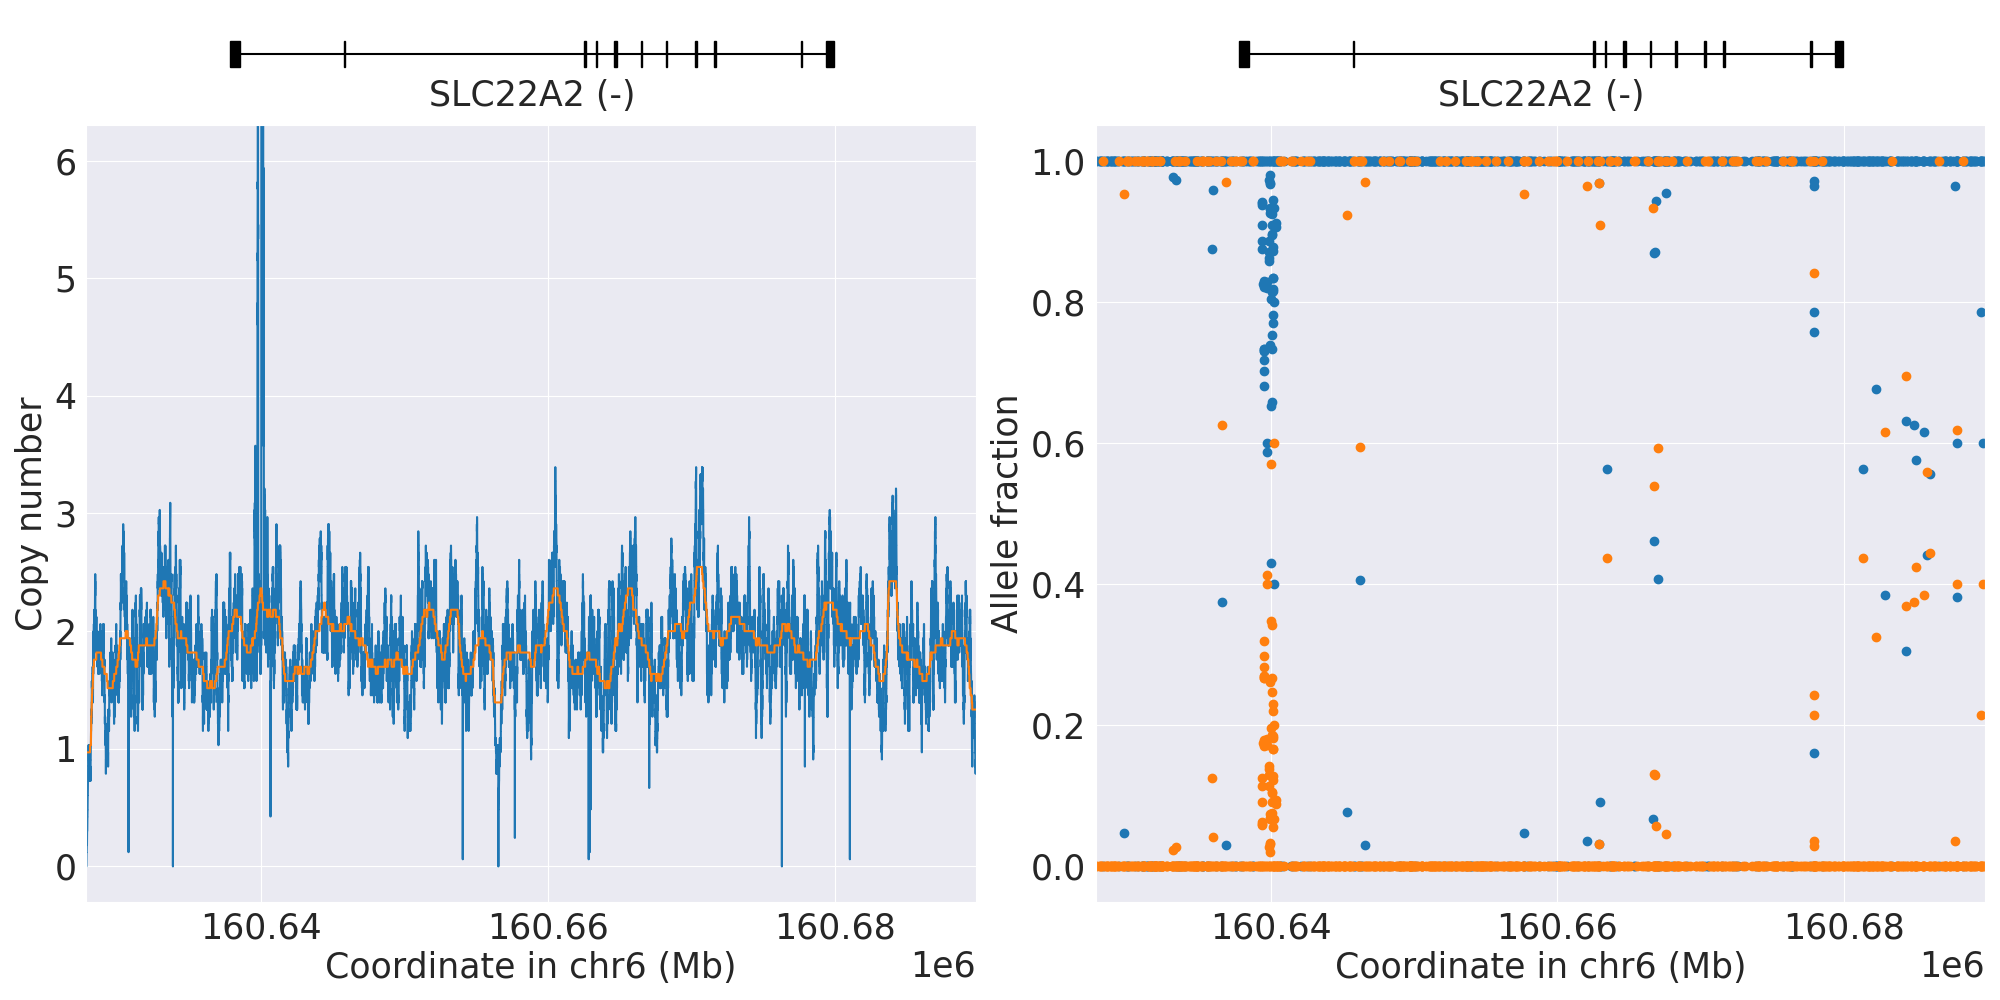 SLC22A2 (-)
6
5
4
3
2
1
0
Copy number
160.64
160.66
160.68
Coordinate in chr6 (Mb)
1e6
SLC22A2 (-)
1.0
0.8
0.6
0.4
0.2
0.0
Allele fraction
160.64
160.66
160.68
Coordinate in chr6 (Mb)
1e6